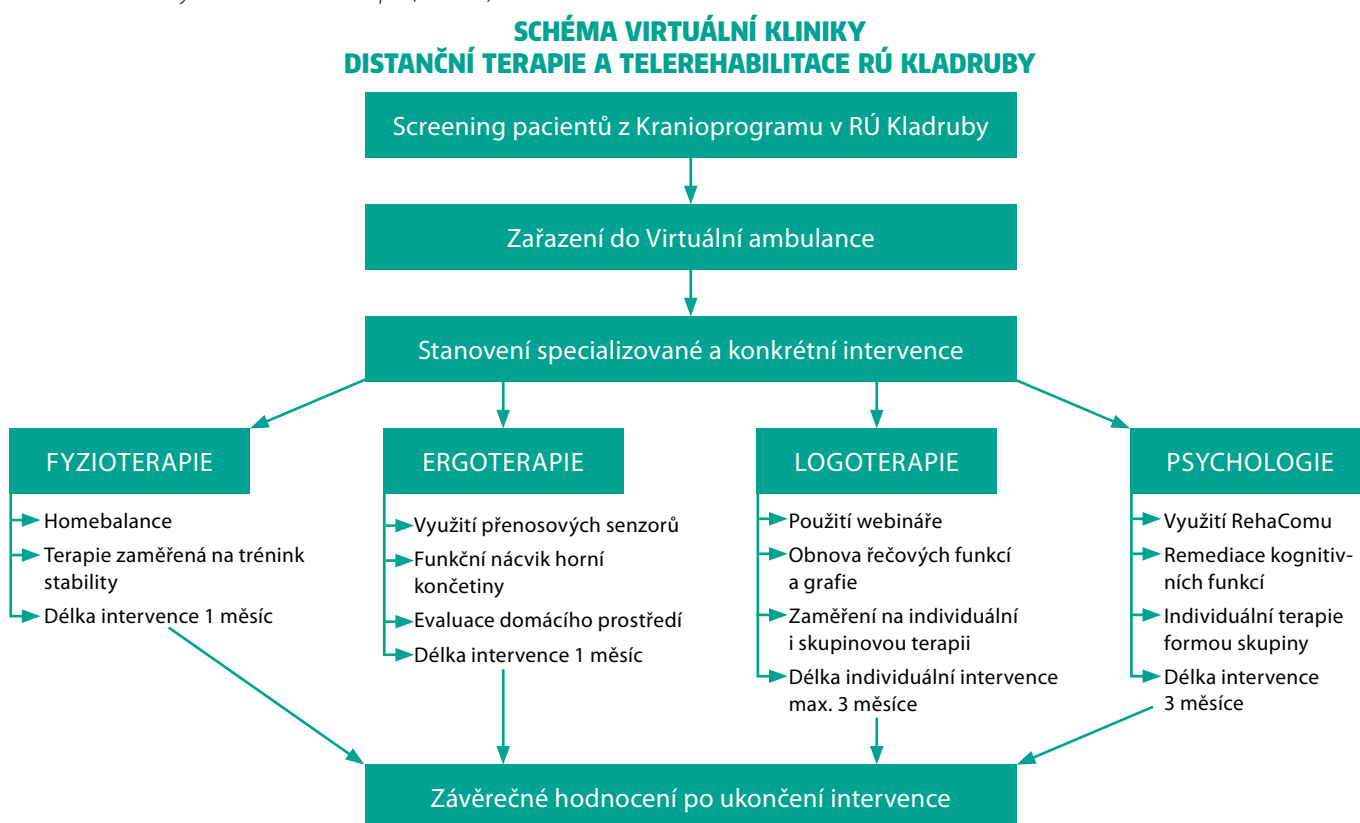 SCHÉMA VIRTUÁLNÍ KLINIKY
DISTANČNÍ TERAPIE A TELEREHABILITACE RÚ KLADRUBY
Screening pacientů z Kranioprogramu v RÚ Kladruby
Zařazení do Virtuální ambulance
Stanovení specializované a konkrétní intervence
FYZIOTERAPIE
Homebalance
Terapie zaměřená na trénink
stability
Délka intervence 1 měsíc
ERGOTERAPIE
Využití přenosových senzorů
Funkční nácvik horní
končetiny
Evaluace domácího prostředí
Délka intervence 1 měsíc
LOGOTERAPIE
Použití webináře
Obnova řečových funkcí
a grafie
Zaměření na individuální
i skupinovou terapii
Délka individuální intervence
max. 3 měsíce
PSYCHOLOGIE
Využití RehaComu
Remediace kognitiv-
ních funkcí
Individuální terapie
formou skupiny
Délka intervence
3 měsíce
Závěrečné hodnocení po ukončení intervence